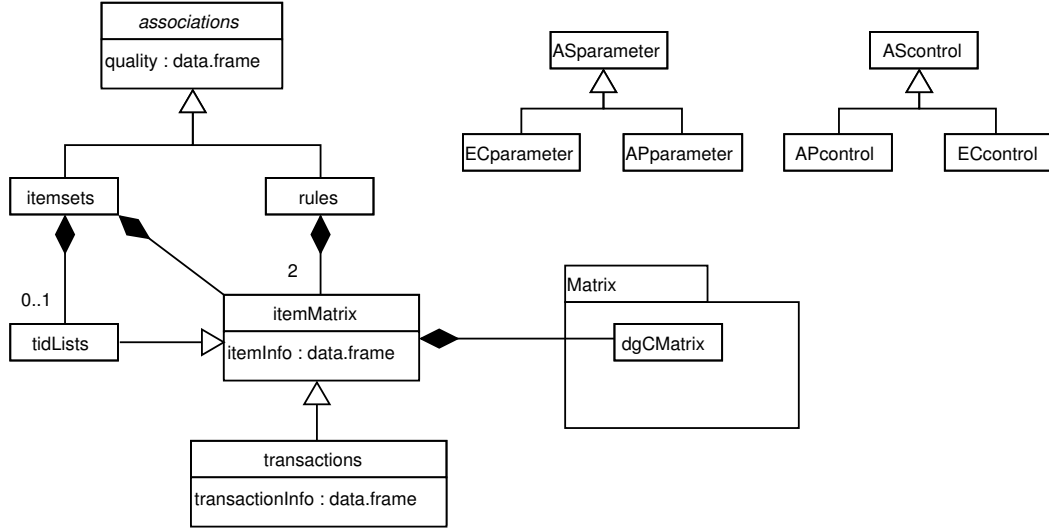 associations
quality : data.frame
ASparameter
AScontrol
ECparameter
APparameter
APcontrol
ECcontrol
itemsets
rules
2
0..1
Matrix
itemMatrix
itemInfo : data.frame
tidLists
dgCMatrix
transactions
transactionInfo : data.frame